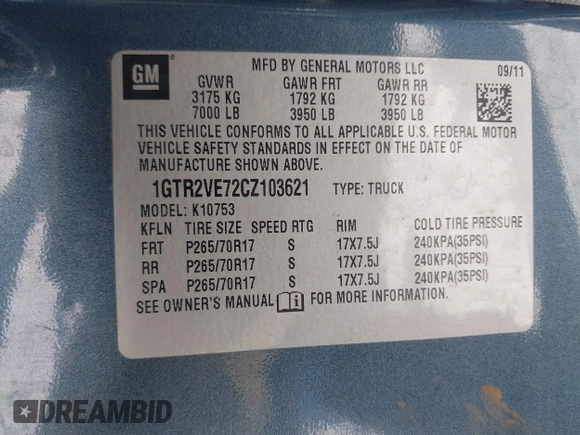 GM
MFD BY GENERAL MOTORS LLC
09/11
GVWR GAWR FRT GAWR RR
3175 KG 1792 KG 1792 KG
7000 LB 3950 LB 3950 LB
THIS VEHICLE CONFORMS TO ALL APPLICABLE U.S. FEDERAL MOTOR
VEHICLE SAFETY STANDARDS IN EFFECT ON THE DATE OF
MANUFACTURE SHOWN ABOVE.
1GTR2VE72CZ103621 TYPE: TRUCK
MODEL: K10753
KFLN TIRE SIZE SPEED RTG RIM COLD TIRE PRESSURE
FRT P265/70R17 S 17X7.5J 240KPA(35PSI)
RR P265/70R17 S 17X7.5J 240KPA(35PSI)
SPA P265/70R17 S 17X7.5J 240KPA(35PSI)
SEE OWNER'S MANUAL FOR MORE INFORMATION.
DREAMBID